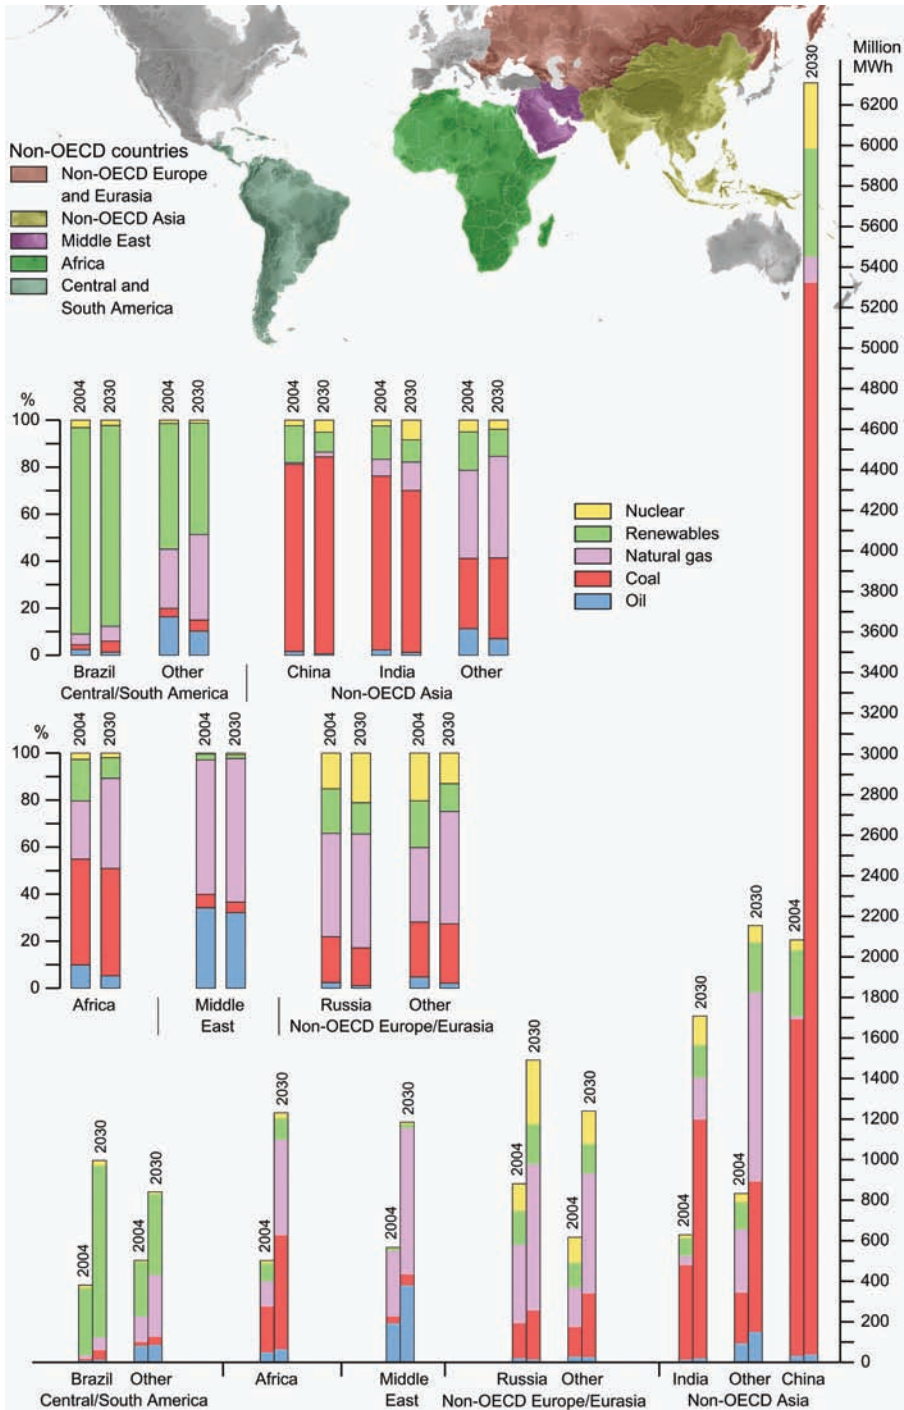 2030
Million
MWh
6200
6000
5800
5600
5400
5200
5000
4800
4600
4400
4200
4000
3800
3600
3400
3200
3000
2800
2600
2400
2200
2000
1800
1600
1400
1200
1000
800
600
400
200
0
Non-OECD countries
Non-OECD Europe
and Eurasia
Non-OECD Asia
Middle East
Africa
Central and
South America
% 2004 2030 2004 2030 2004 2030 2004 2030 2004 2030
100
80
60
40
20
0
Brazil Other China India Other
Central/South America Non-OECD Asia
Nuclear
Renewables
Natural gas
Coal
Oil
% 2004 2030 2004 2030 2004 2030 2004 2030
100
80
60
40
20
0
Africa Middle Russia Other
East Non-OECD Europe/Eurasia
2004 2030 2004 2030 2004 2030 2004 2030 2004 2030 2004 2030 2004 2030 2004 2030 2004
Brazil Other Africa Middle Russia Other India Other China
Central/South America East Non-OECD Europe/Eurasia Non-OECD Asia